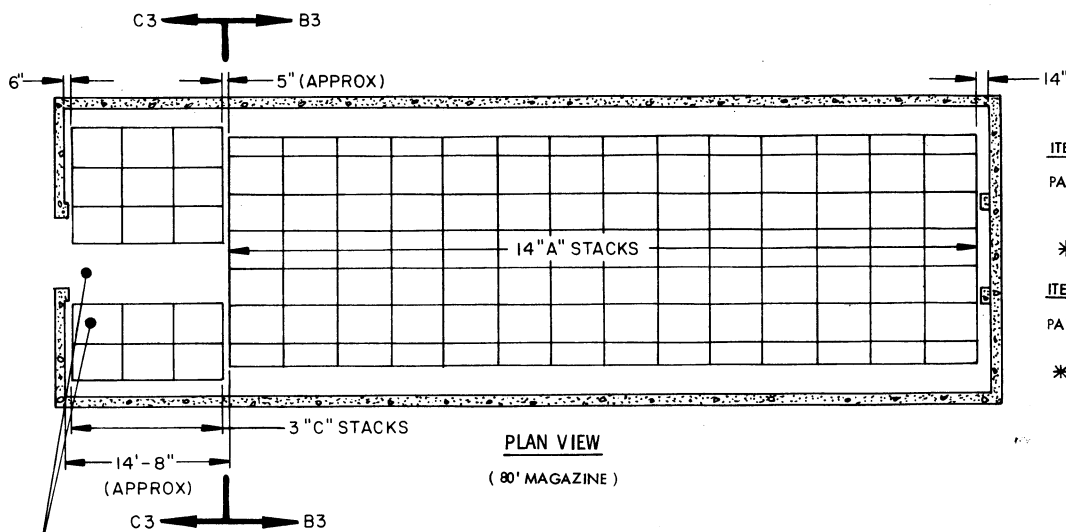 C3 B3
6" 5" (APPROX) 14"
ITE
PA
14 "A" STACKS
*
ITE
PA
*
3 "C" STACKS
PLAN VIEW
14'-8"
(APPROX)
( 80' MAGAZINE )
C3 B3